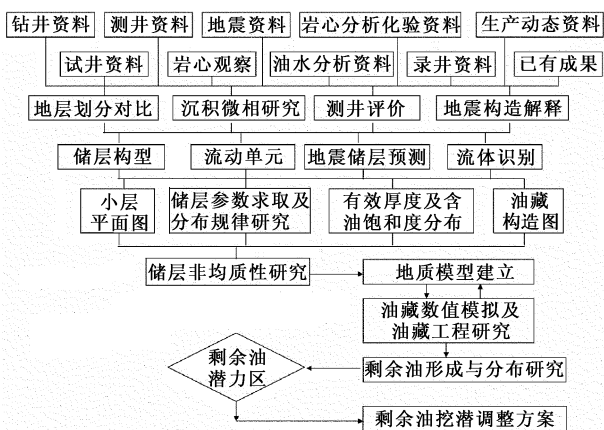 钻井资料 测井资料 地震资料 岩心分析化验资料 生产动态资料
试井资料 岩心观察 油水分析资料 录井资料 已有成果
地层划分对比 沉积微相研究 测井评价 地震构造解释
储层构型 流动单元 地震储层预测 流体识别
小层
平面图
储层参数求取及
分布规律研究
有效厚度及含
油饱和度分布
油藏
构造图
储层非均质性研究 地质模型建立
油藏数值模拟及
油藏工程研究
剩余油
潜力区
剩余油形成与分布研究
剩余油挖潜调整方案